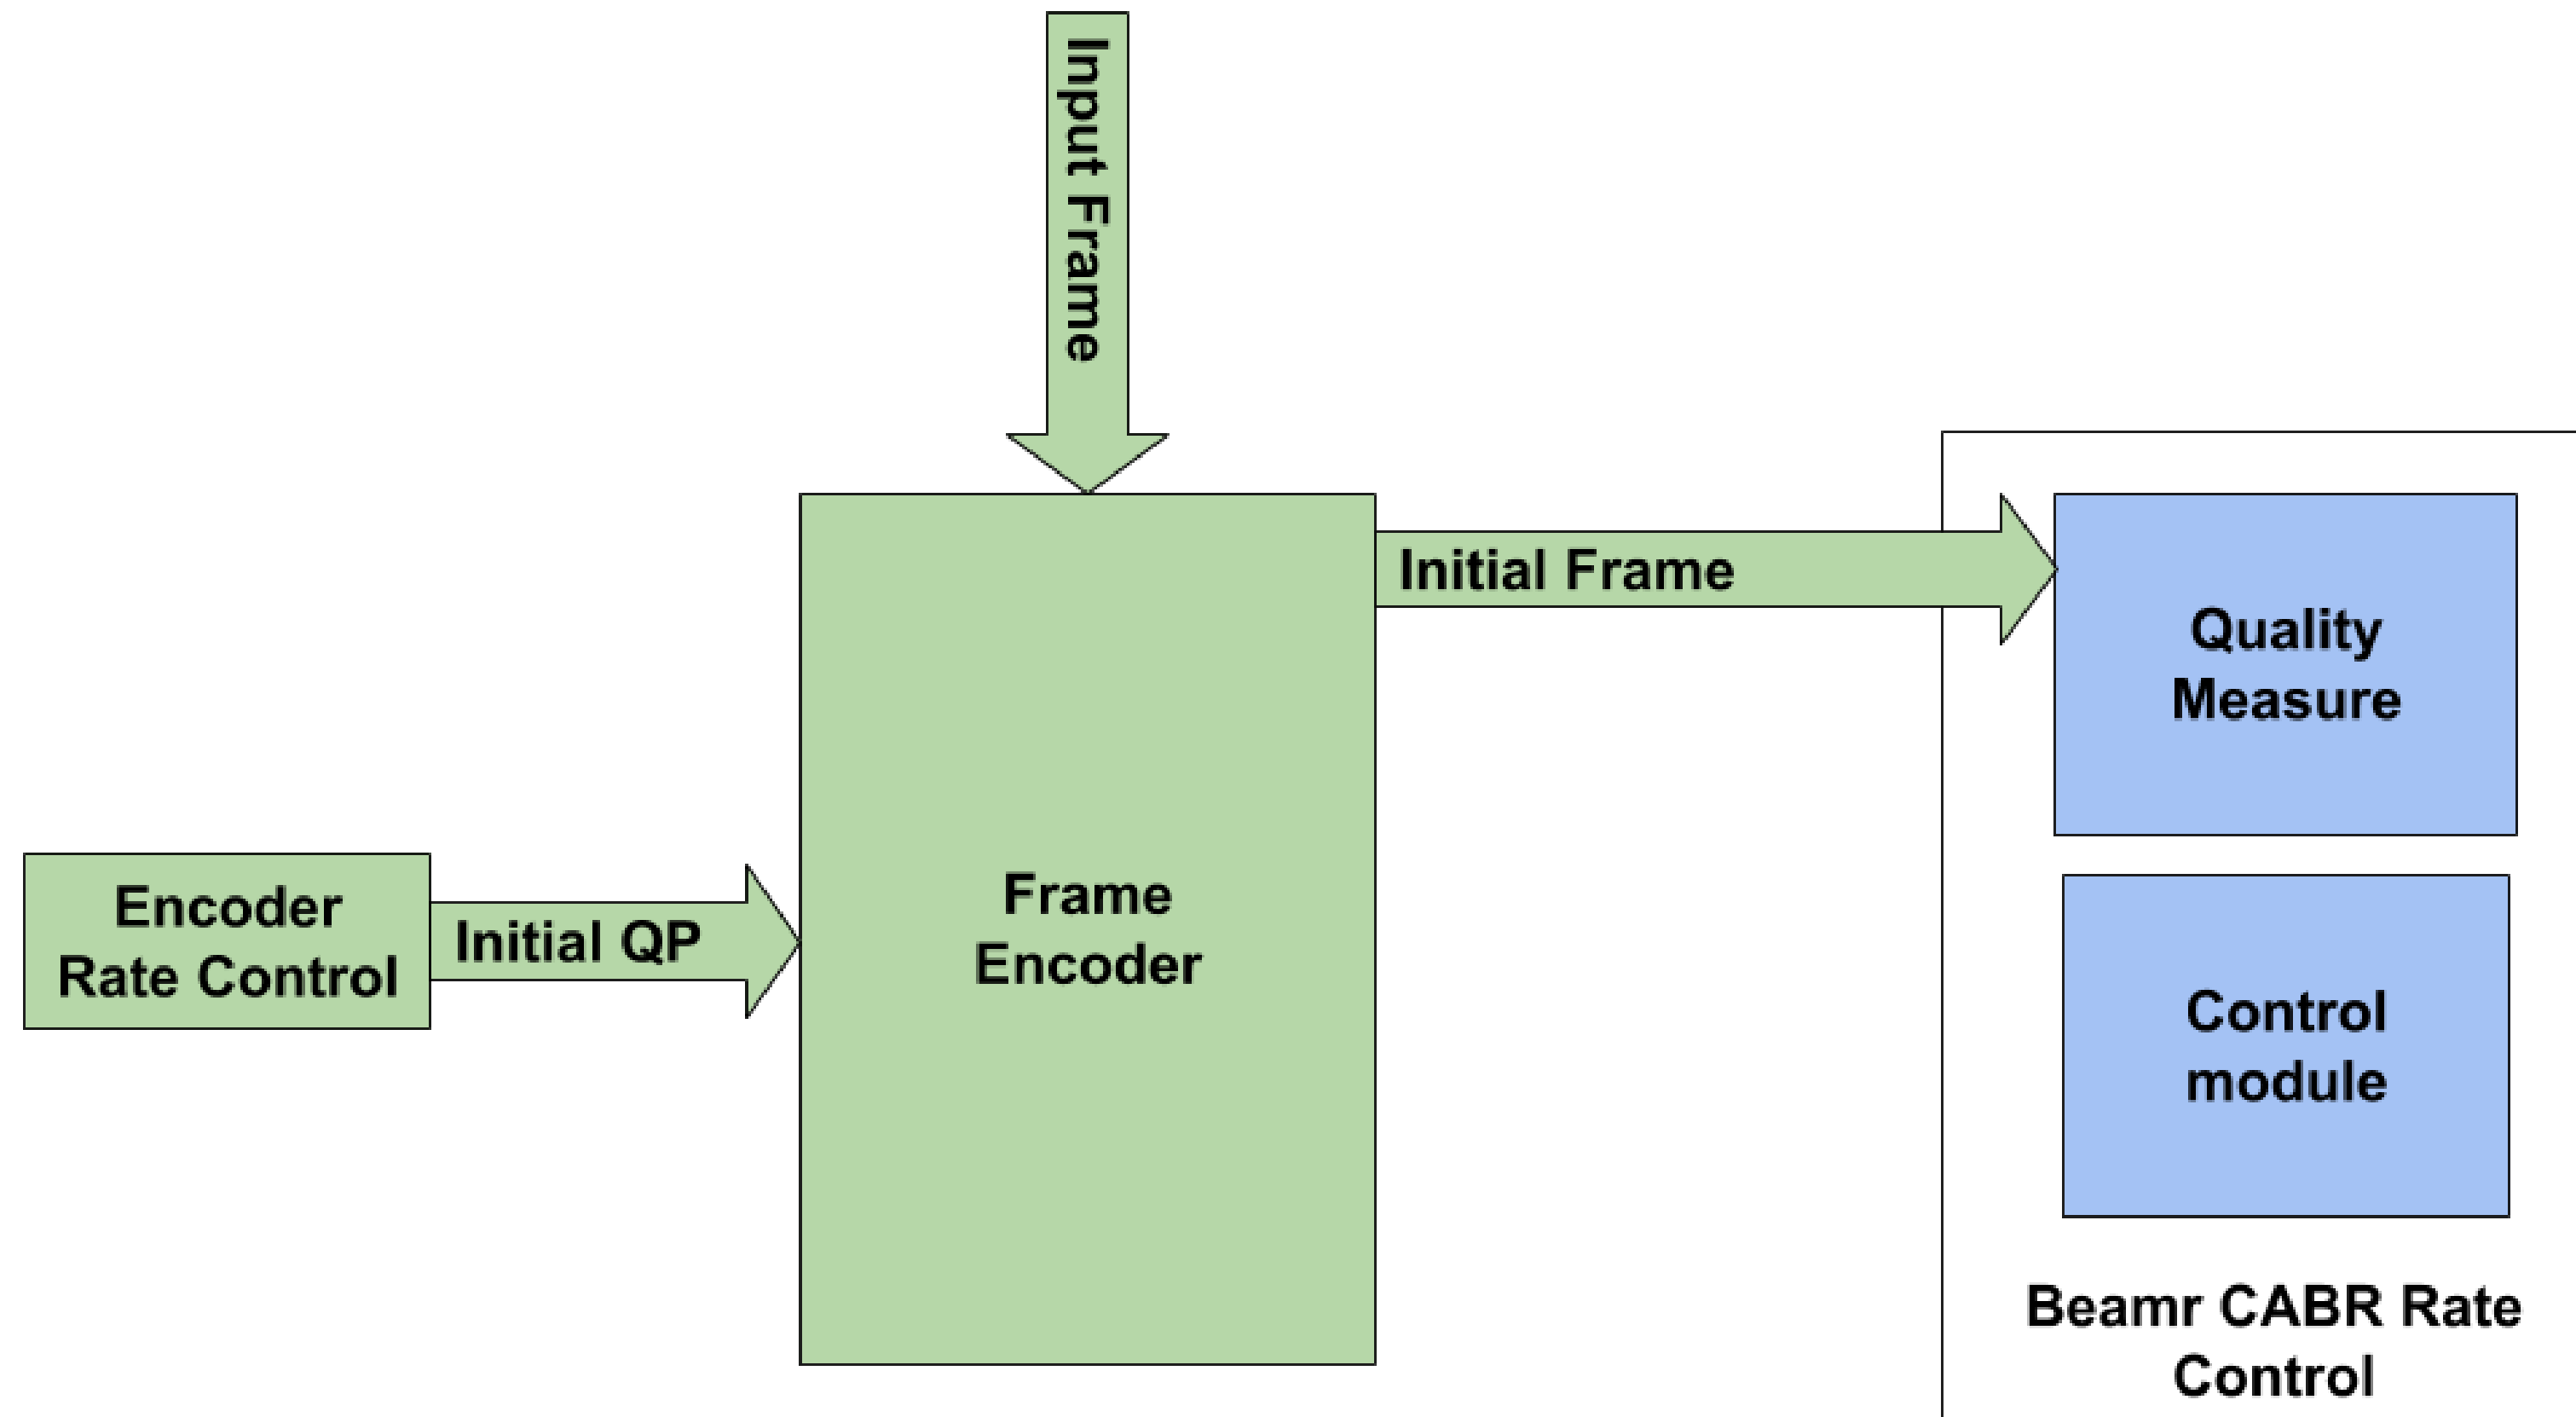 Input Frame
Initial Frame
Quality
Measure
Encoder
Rate Control
Initial QP
Frame
Encoder
Control
module
Beamr CABR Rate
Control